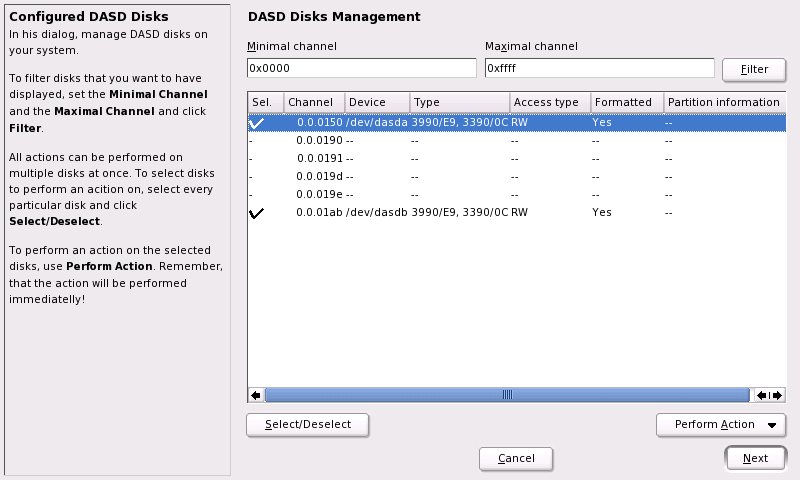 Configured DASD Disks
In his dialog, manage DASD disks on
your system.
To filter disks that you want to have
displayed, set the Minimal Channel
and the Maximal Channel and click
Filter.
All actions can be performed on
multiple disks at once. To select disks
to perform an acition on, select every
particular disk and click
Select/Deselect.
To perform an action on the selected
disks, use Perform Action. Remember,
that the action will be performed
immediatelly!
DASD Disks Management
Minimal channel Maximal channel
0x0000 0xffff Filter
Sel. Channel Device Type Access type Formatted Partition information
0.0.0150 /dev/dasda 3990/E9, 3390/0C RW Yes --
- 0.0.0190 -- -- -- -- --
- 0.0.0191 -- -- -- -- --
- 0.0.019d -- -- -- -- --
- 0.0.019e -- -- -- -- --
0.0.01ab /dev/dasdb 3990/E9, 3390/0C RW Yes --
Select/Deselect Perform Action
Cancel Next